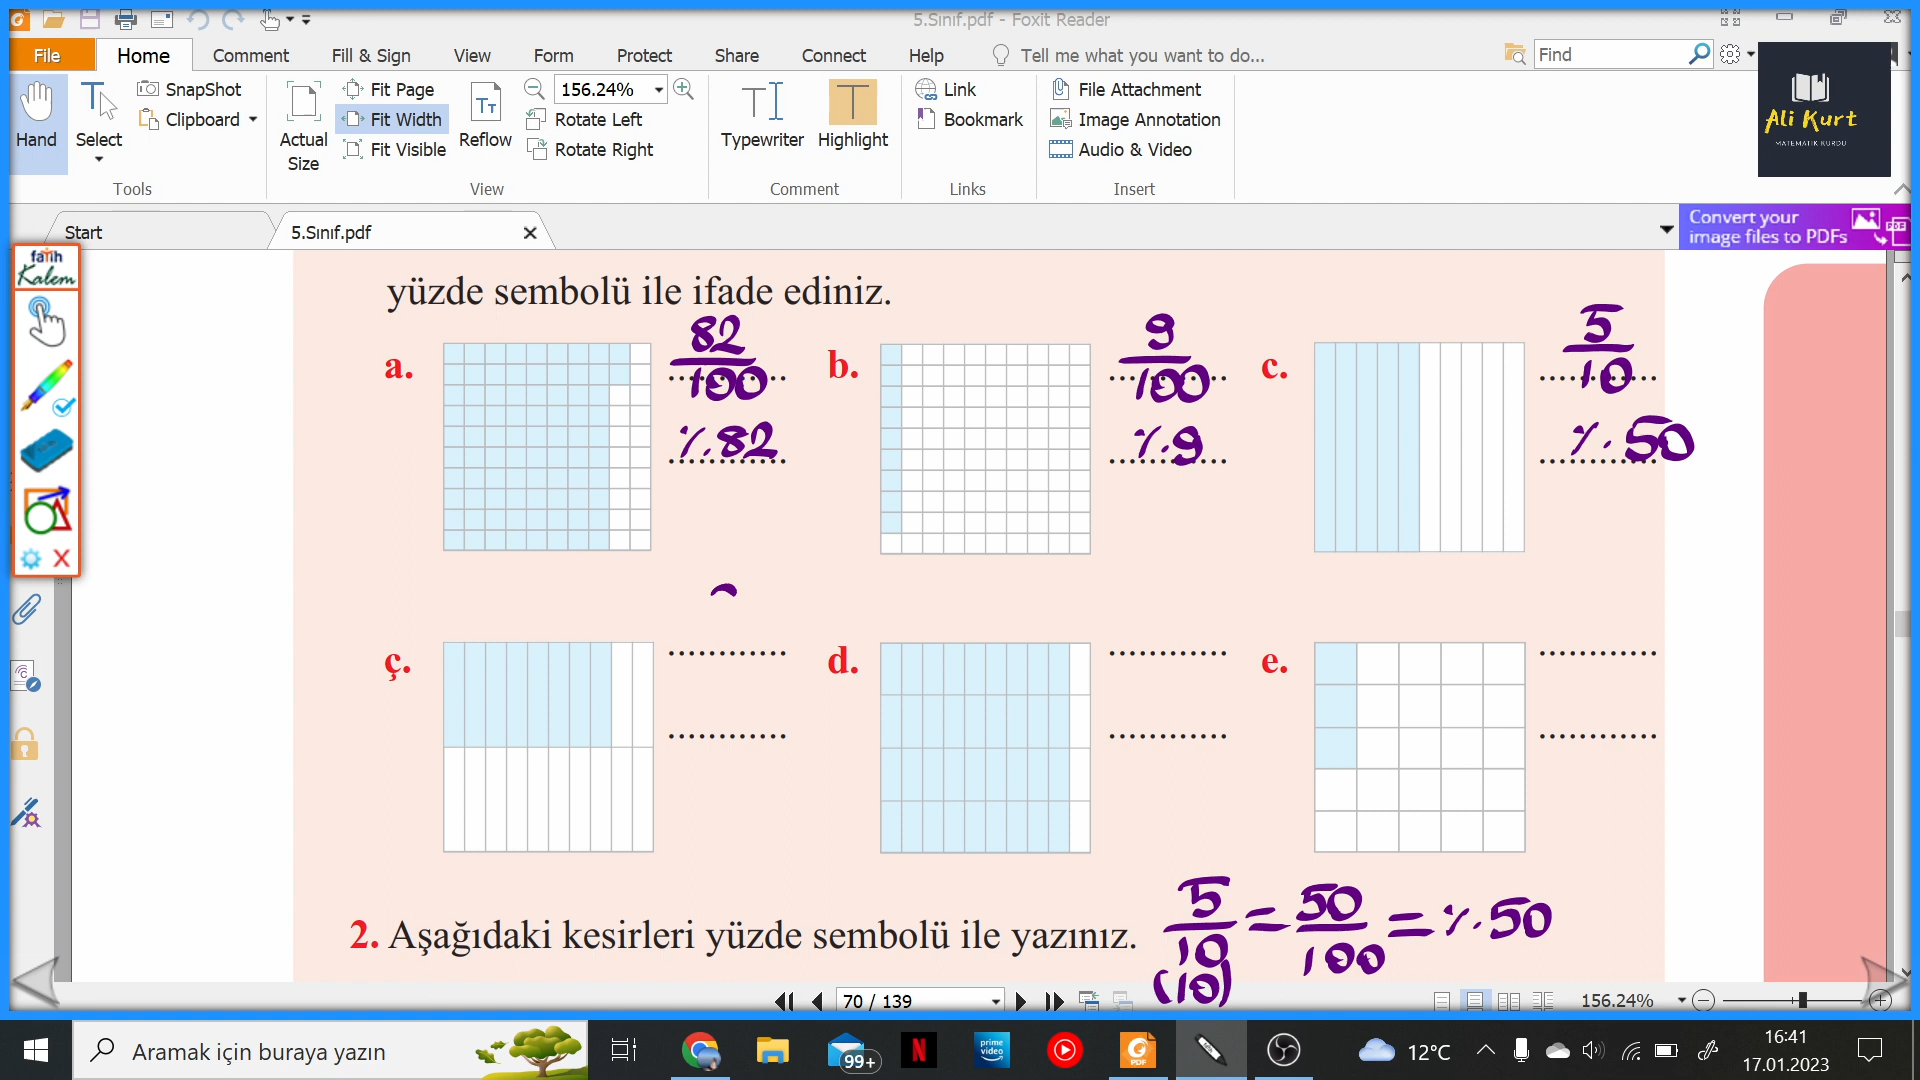 5.Sınıf.pdf - Foxit Reader
File Home Comment Fill & Sign View Form Protect Share Connect Help Tell me what you want to do... Find
Hand
Select
SnapShot
Clipboard
Tools
Actual Size
Fit Page
Fit Width
Fit Visible
Reflow
156.24%
Rotate Left
Rotate Right
View
Typewriter
Highlight
Comment
Link
Bookmark
Links
File Attachment
Image Annotation
Audio & Video
Insert
Ali Kurt
MATEMATİK KURDU
Start
5.Sınıf.pdf
Convert your
image files to PDFs
fatih
Kalem
yüzde sembolü ile ifade ediniz.
a. 82/100
%82
b. 9/100
%9
c. 5/10
%50
ç. ............
............
d. ............
............
e. ............
............
2. Aşağıdaki kesirleri yüzde sembolü ile yazınız.
5/10 = 50/100 = %50
(10)
70 / 139
156.24%
Aramak için buraya yazın
99+
N
prime
video
PDF
12°C
16:41
17.01.2023